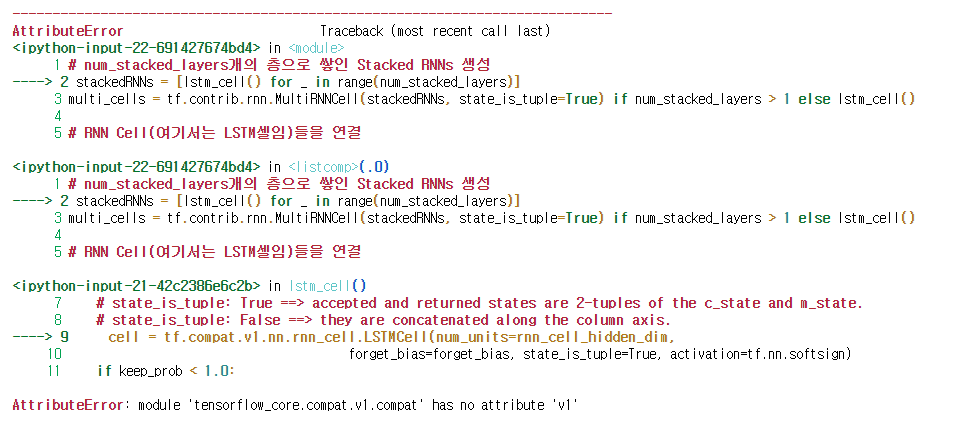 ---------------------------------------------------------------------------
AttributeError                            Traceback (most recent call last)
<ipython-input-22-691427674bd4> in <module>
      1 # num_stacked_layers개의 층으로 쌓인 Stacked RNNs 생성
----> 2 stackedRNNs = [lstm_cell() for _ in range(num_stacked_layers)]
      3 multi_cells = tf.contrib.rnn.MultiRNNCell(stackedRNNs, state_is_tuple=True) if num_stacked_layers > 1 else lstm_cell()
      4
      5 # RNN Cell(여기서는 LSTM셀임)들을 연결

<ipython-input-22-691427674bd4> in <listcomp>(.0)
      1 # num_stacked_layers개의 층으로 쌓인 Stacked RNNs 생성
----> 2 stackedRNNs = [lstm_cell() for _ in range(num_stacked_layers)]
      3 multi_cells = tf.contrib.rnn.MultiRNNCell(stackedRNNs, state_is_tuple=True) if num_stacked_layers > 1 else lstm_cell()
      4
      5 # RNN Cell(여기서는 LSTM셀임)들을 연결

<ipython-input-21-42c2386e6c2b> in lstm_cell()
      7     # state_is_tuple: True ==> accepted and returned states are 2-tuples of the c_state and m_state.
      8     # state_is_tuple: False ==> they are concatenated along the column axis.
----> 9     cell = tf.compat.v1.nn.rnn_cell.LSTMCell(num_units=rnn_cell_hidden_dim,
     10                                         forget_bias=forget_bias, state_is_tuple=True, activation=tf.nn.softsign)
     11     if keep_prob < 1.0:

AttributeError: module 'tensorflow_core.compat.v1.compat' has no attribute 'v1'